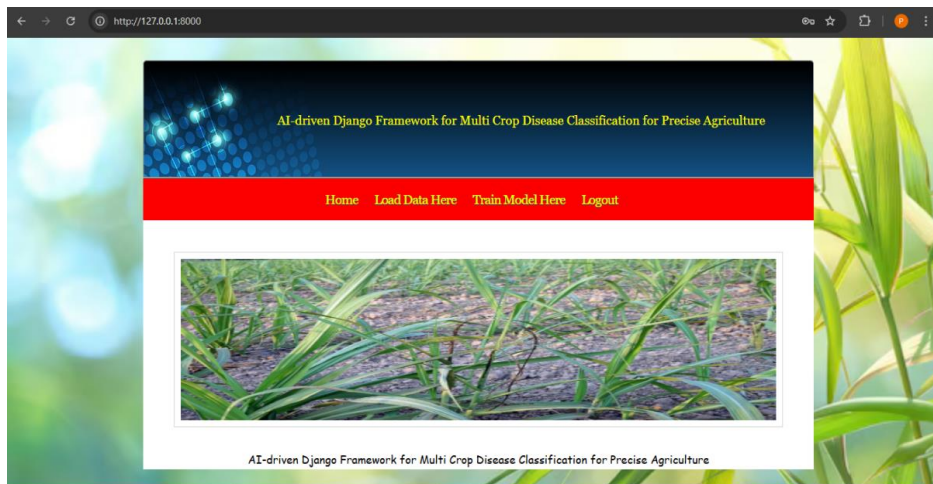 http://127.0.0.1:8000
P
AI-driven Django Framework for Multi Crop Disease Classification for Precise Agriculture
Home Load Data Here Train Model Here Logout
AI-driven Django Framework for Multi Crop Disease Classification for Precise Agriculture